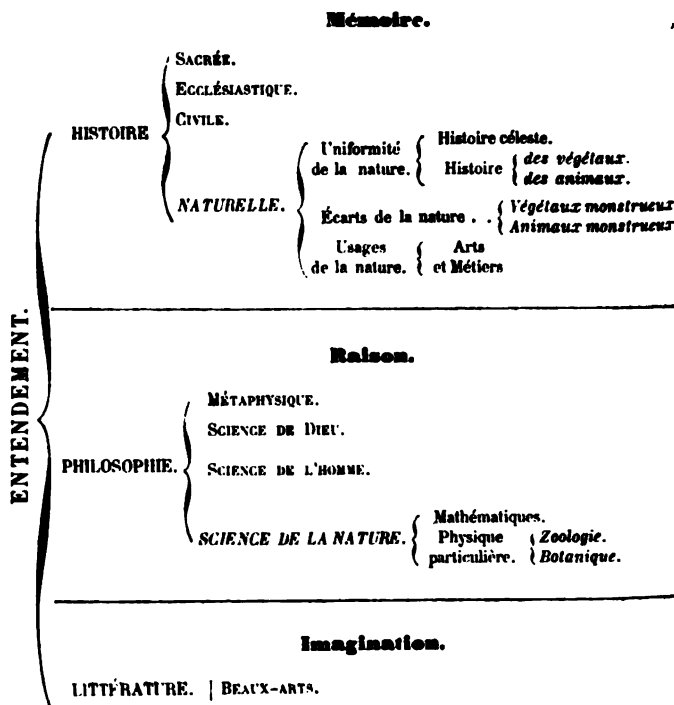 Mémoire.
SACRÉE.
ECCLÉSIASTIQUE.
CIVILE.
HISTOIRE
Uniformité
de la nature.
Histoire céleste.
Histoire
des végétaux.
des animaux.
NATURELLE.
Écarts de la nature . .
Végétaux monstrueux
Animaux monstrueux
Usages
de la nature.
Arts
et Métiers
ENTENDEMENT.
Raison.
MÉTAPHYSIQUE.
SCIENCE DE DIEU.
PHILOSOPHIE.
SCIENCE DE L'HOMME.
SCIENCE DE LA NATURE.
Mathématiques.
Physique
particulière.
Zoologie.
Botanique.
Imagination.
LITTÉRATURE.
BEAUX-ARTS.